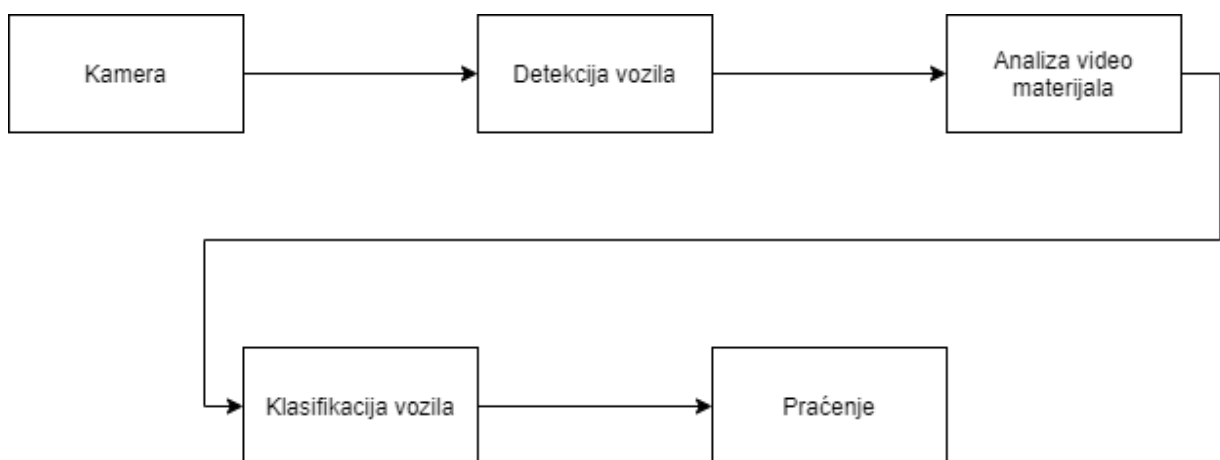 Kamera
Detekcija vozila
Analiza video
materijala
Klasifikacija vozila
Praćenje